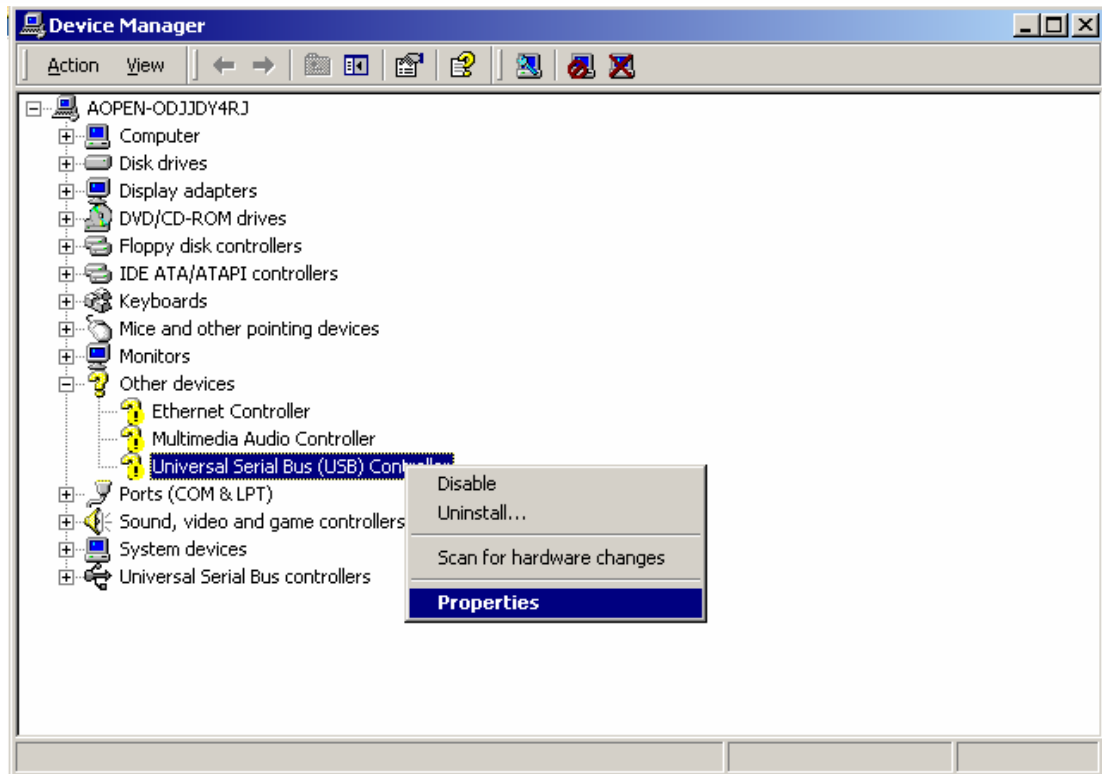 Device Manager
Action View
AOPEN-ODJJDY4RJ
Computer
Disk drives
Display adapters
DVD/CD-ROM drives
Floppy disk controllers
IDE ATA/ATAPI controllers
Keyboards
Mice and other pointing devices
Monitors
Other devices
Ethernet Controller
Multimedia Audio Controller
Universal Serial Bus (USB) Controller
Ports (COM & LPT)
Sound, video and game controllers
System devices
Universal Serial Bus controllers
Disable
Uninstall...
Scan for hardware changes
Properties